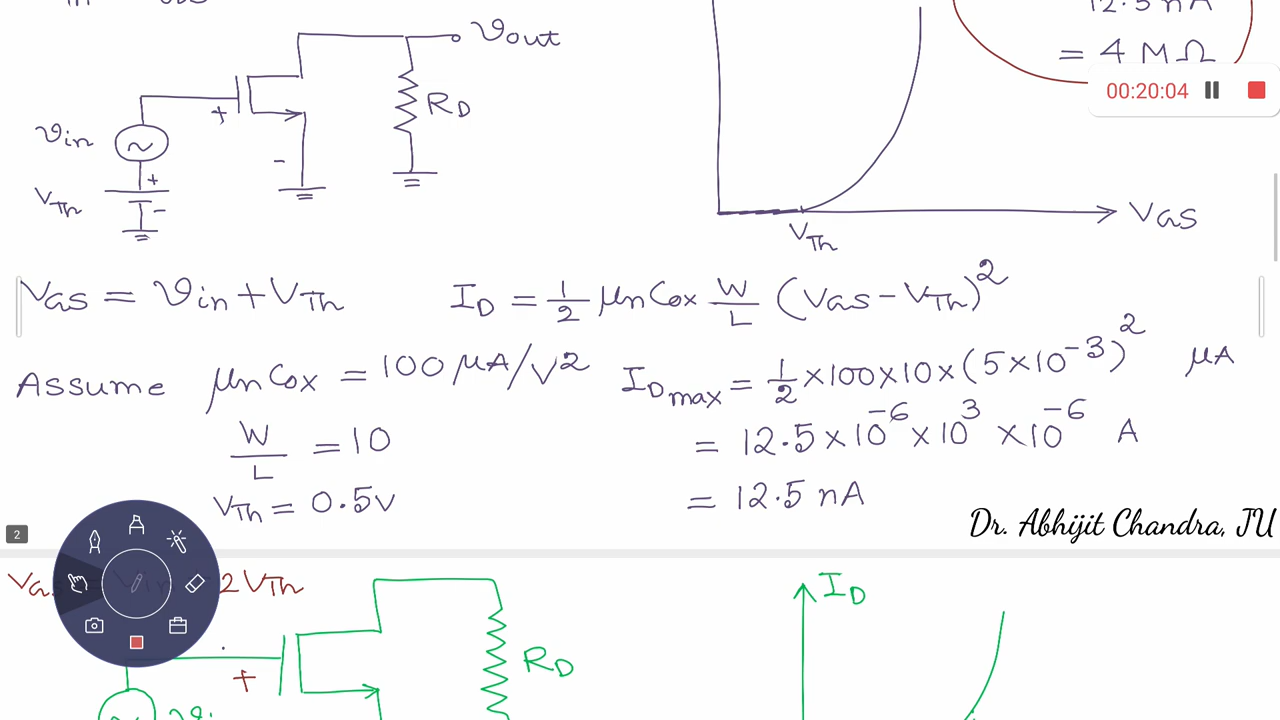 12.5 nA
Vout
= 4 MΩ
00:20:04
RD
+
vin
-
+
VTh
-
VGS
VTh
VGS = vin + VTh
ID = 1/2 μnCox W/L (VGS - VTh)²
Assume μnCox = 100 μA/V²
IDmax = 1/2 × 100 × 10 × (5×10⁻³)² μA
W/L = 10
= 12.5 × 10⁻⁶ × 10³ × 10⁻⁶ A
VTh = 0.5V
= 12.5 nA
Dr. Abhijit Chandra, JU
2
2VTh
ID
RD
+